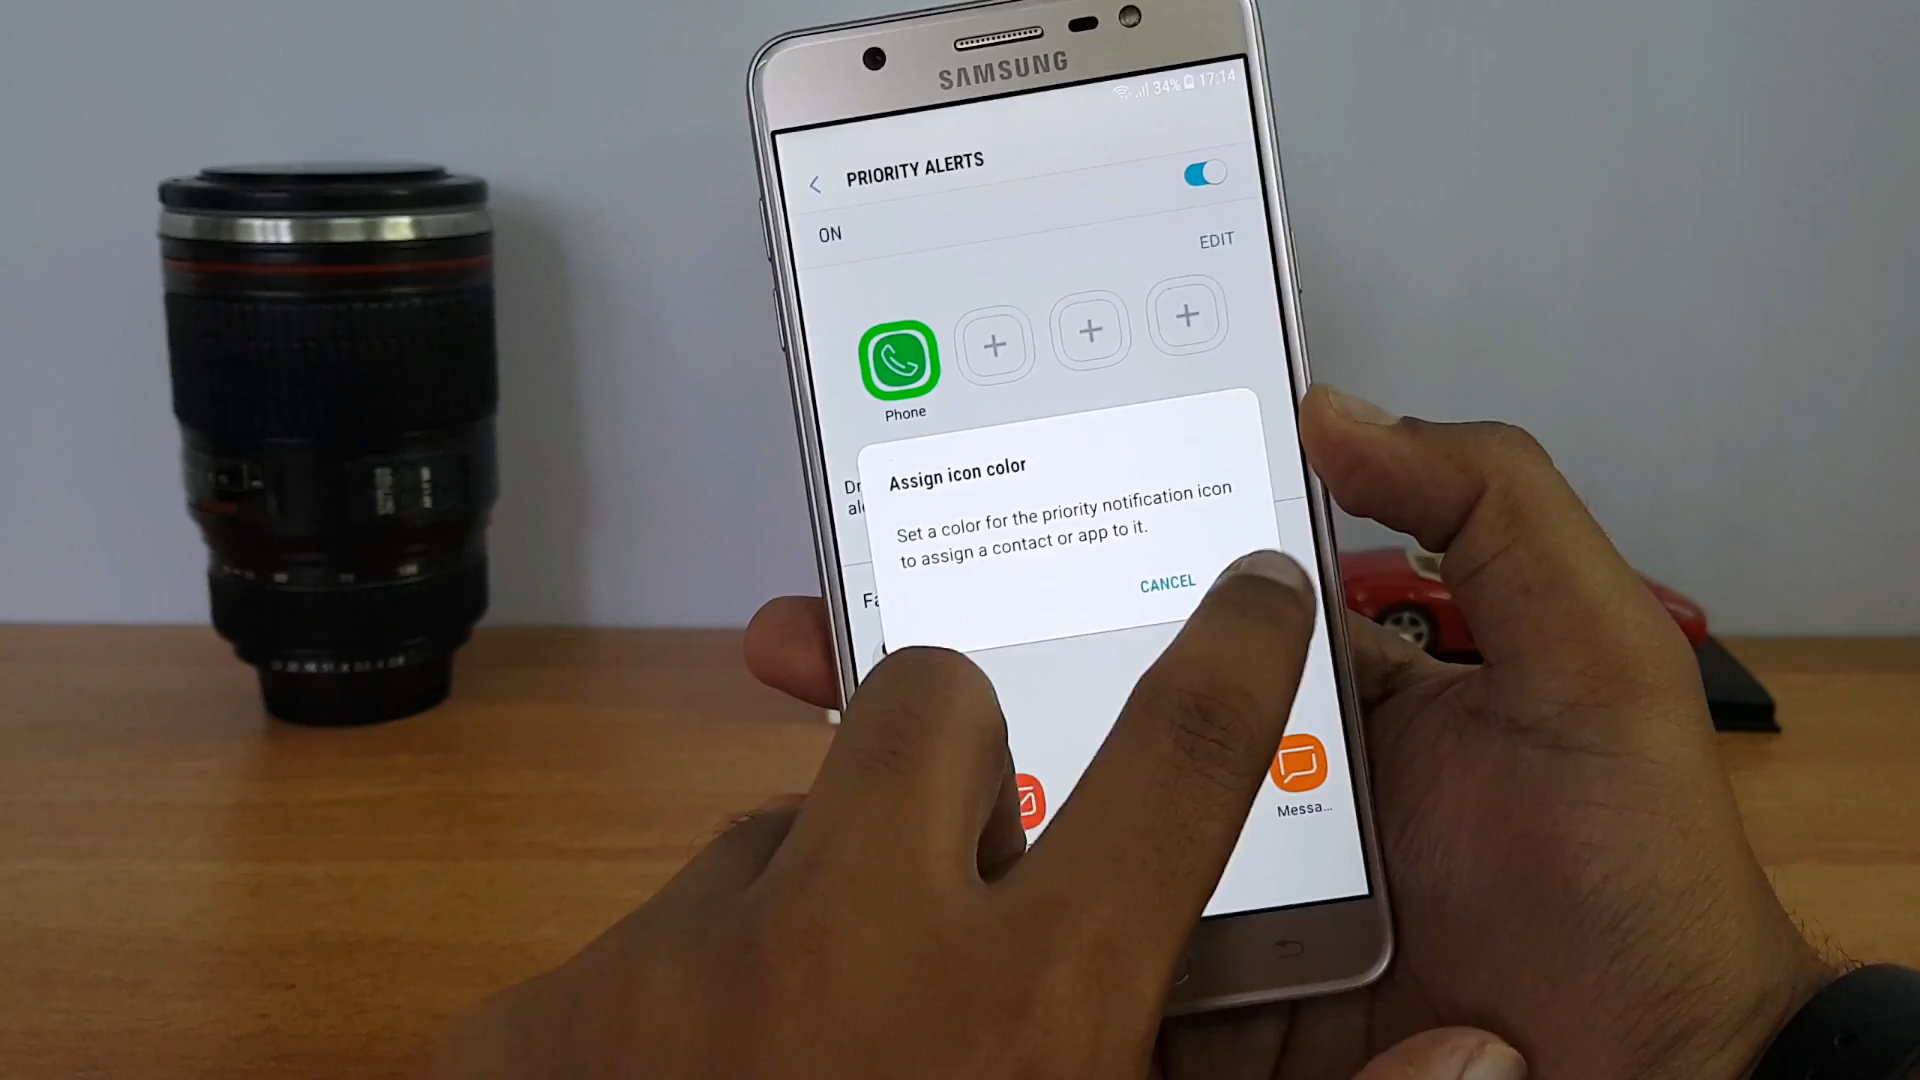 SAMSUNG
34% 17:14
PRIORITY ALERTS
ON
EDIT
Phone
Assign icon color
Set a color for the priority notification icon
to assign a contact or app to it.
CANCEL
Messa...